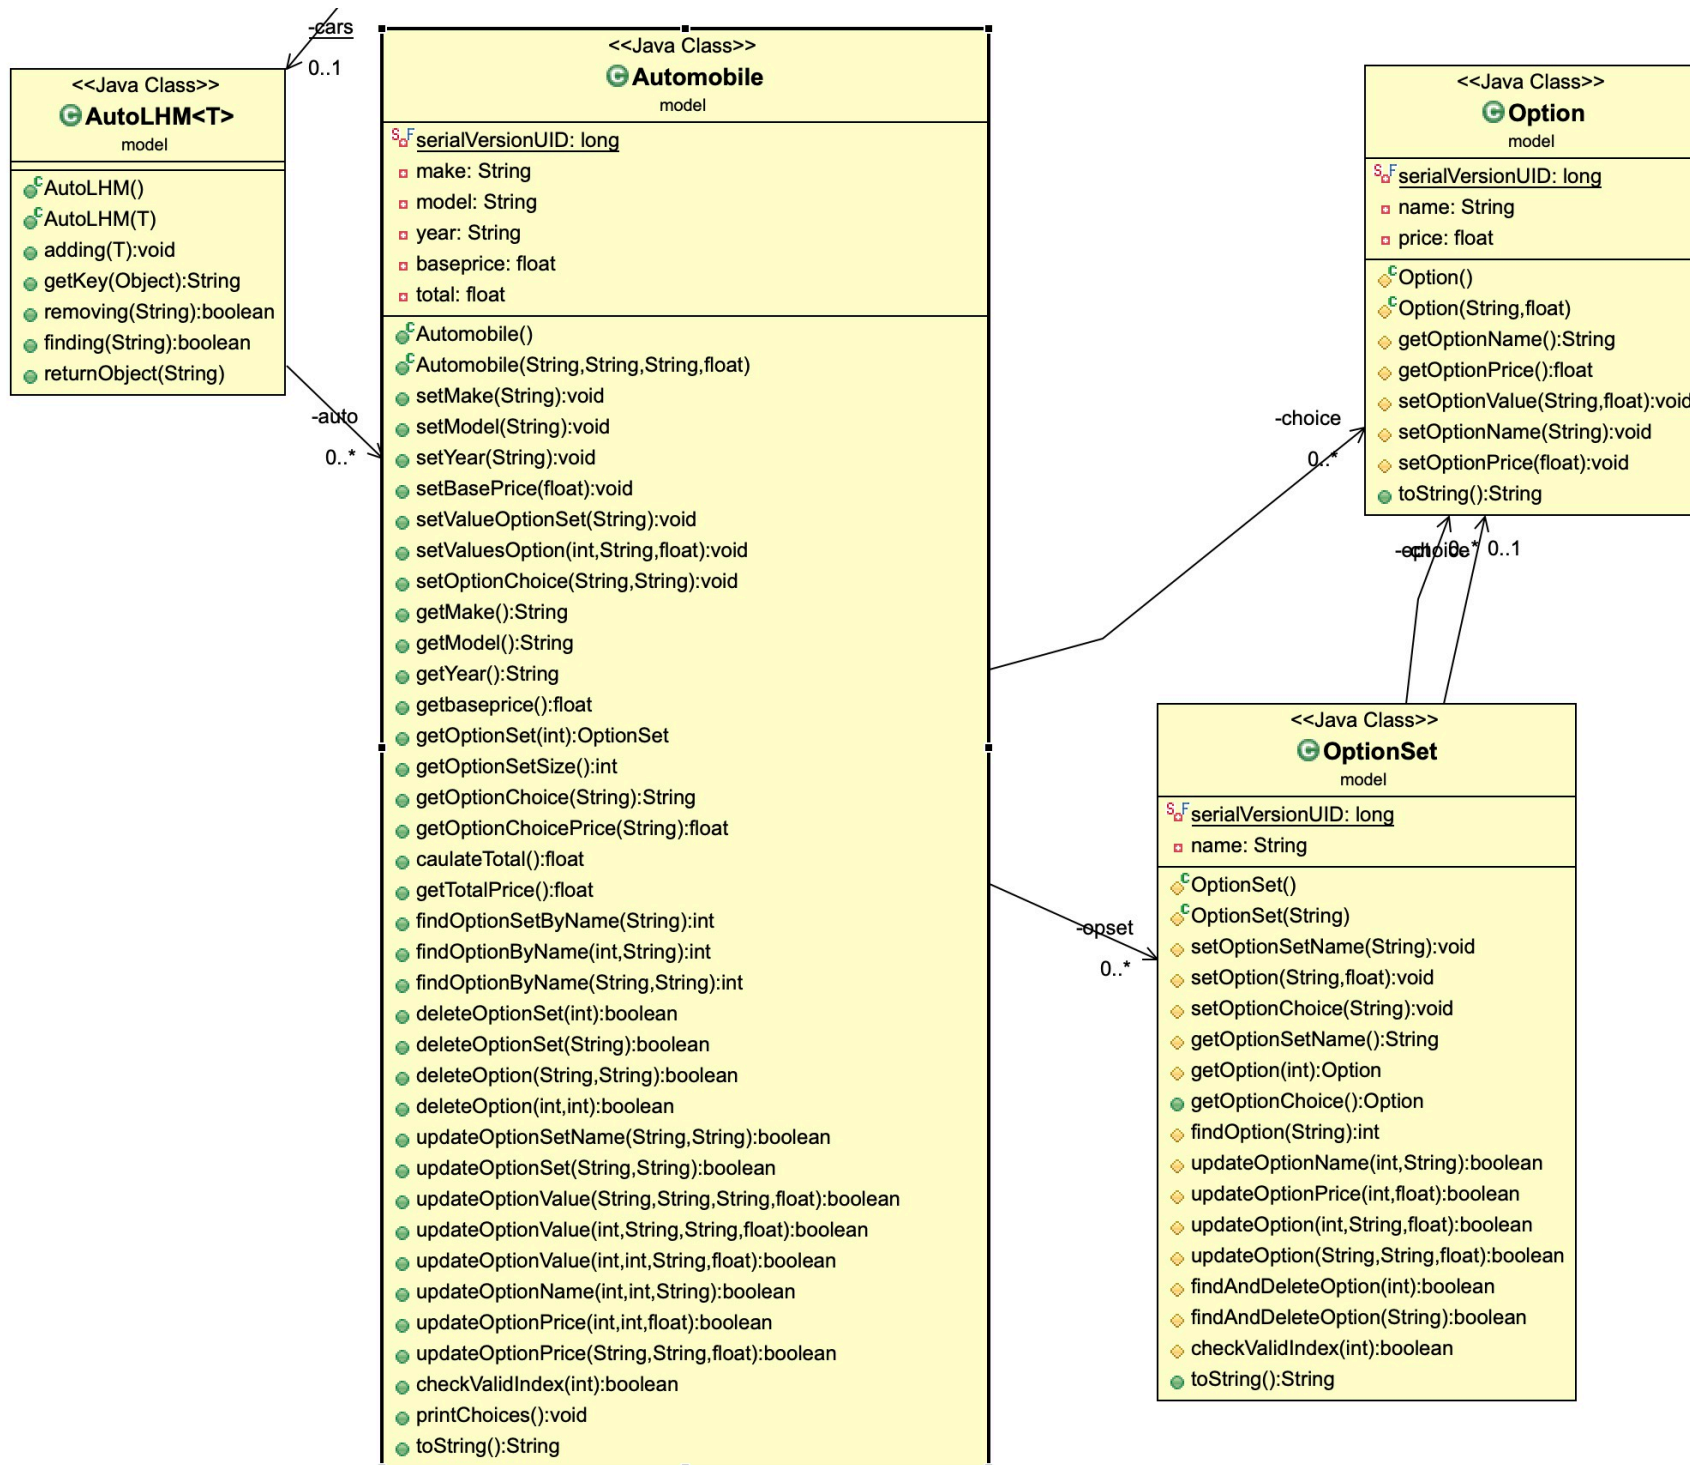 -cars
0..1
<<Java Class>>
AutoLHM<T>
model
AutoLHM()
AutoLHM(T)
adding(T):void
getKey(Object):String
removing(String):boolean
finding(String):boolean
returnObject(String)
-auto
0..*
<<Java Class>>
Automobile
model
serialVersionUID: long
make: String
model: String
year: String
baseprice: float
total: float
Automobile()
Automobile(String,String,String,float)
setMake(String):void
setModel(String):void
setYear(String):void
setBasePrice(float):void
setValueOptionSet(String):void
setValuesOption(int,String,float):void
setOptionChoice(String,String):void
getMake():String
getModel():String
getYear():String
getbaseprice():float
getOptionSet(int):OptionSet
getOptionSetSize():int
getOptionChoice(String):String
getOptionChoicePrice(String):float
caulateTotal():float
getTotalPrice():float
findOptionSetByName(String):int
findOptionByName(int,String):int
findOptionByName(String,String):int
deleteOptionSet(int):boolean
deleteOptionSet(String):boolean
deleteOption(String,String):boolean
deleteOption(int,int):boolean
updateOptionSetName(String,String):boolean
updateOptionSet(String,String):boolean
updateOptionValue(String,String,String,float):boolean
updateOptionValue(int,String,String,float):boolean
updateOptionValue(int,int,String,float):boolean
updateOptionName(int,int,String):boolean
updateOptionPrice(int,int,float):boolean
updateOptionPrice(String,String,float):boolean
checkValidIndex(int):boolean
printChoices():void
toString():String
-choice
0..*
-opset
0..*
<<Java Class>>
Option
model
serialVersionUID: long
name: String
price: float
Option()
Option(String,float)
getOptionName():String
getOptionPrice():float
setOptionValue(String,float):void
setOptionName(String):void
setOptionPrice(float):void
toString():String
0..1
<<Java Class>>
OptionSet
model
serialVersionUID: long
name: String
OptionSet()
OptionSet(String)
setOptionSetName(String):void
setOption(String,float):void
setOptionChoice(String):void
getOptionSetName():String
getOption(int):Option
getOptionChoice():Option
findOption(String):int
updateOptionName(int,String):boolean
updateOptionPrice(int,float):boolean
updateOption(int,String,float):boolean
updateOption(String,String,float):boolean
findAndDeleteOption(int):boolean
findAndDeleteOption(String):boolean
checkValidIndex(int):boolean
toString():String